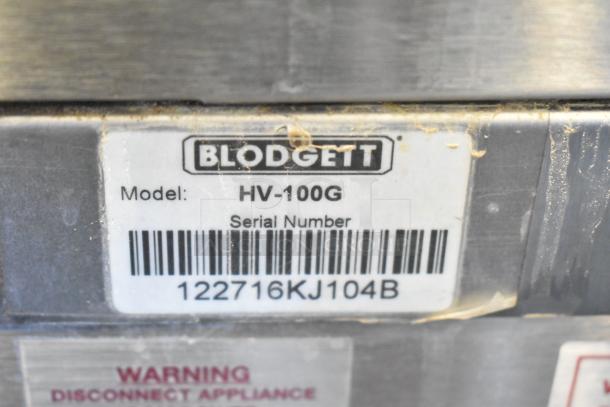 BLODGETT
Model: HV-100G
Serial Number
122716KJ104B
WARNING
DISCONNECT APPLIANCE